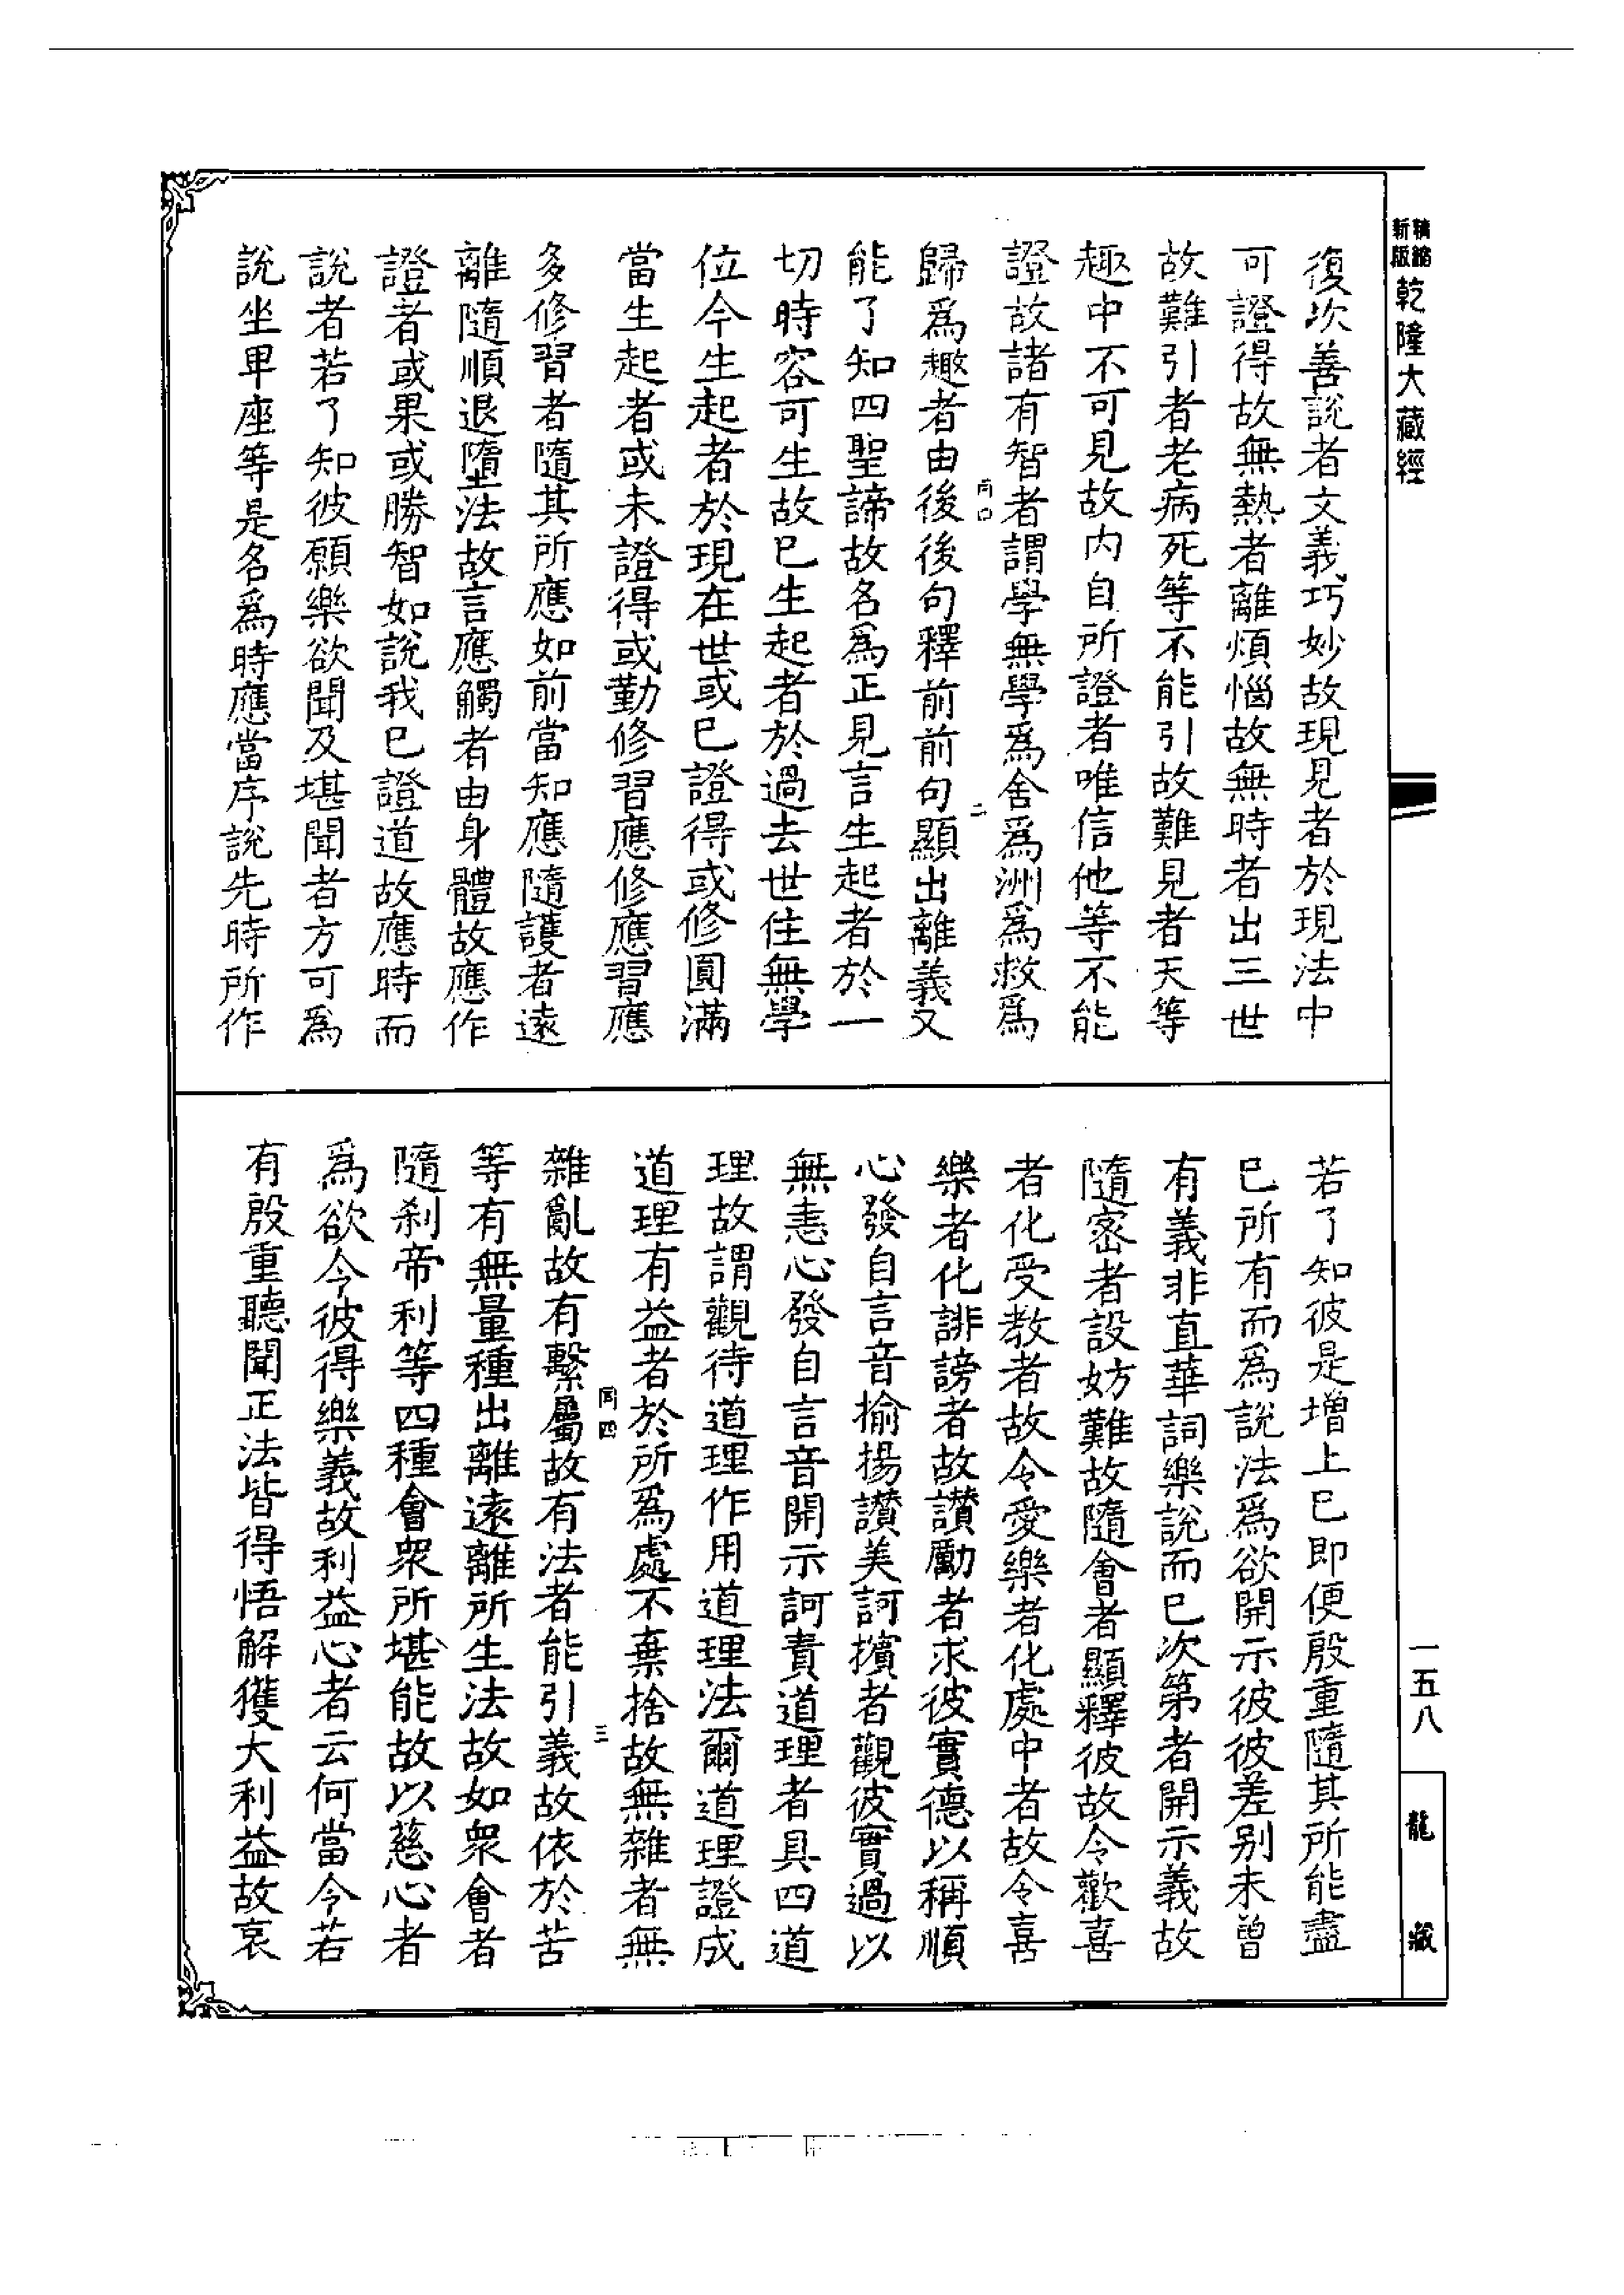 新版精縮乾隆大藏經
復次善說者文義巧妙故現見者於現法中
可證得故無熱者離煩惱故無時者出三世
故難引者老病死等不能引故難見者天等
趣中不可見故內自所證者唯信他等不能
證故諸有智者謂學無學爲舍爲洲爲救爲
歸爲趣者由後後句釋前前句顯出離義又
能了知四聖諦故名爲正見言生起者於一
切時容可生故已生起者於過去世住無學
位今生起者於現在世或已證得或修圓滿
當生起者或未證得或勤修習應修應習應
多修習者隨其所應如前當知應隨護者遠
離隨順退墮法故言應觸者由身體故應作
證者或果或勝智如說我已證道故應時而
說者若了知彼願樂欲聞及堪聞者方可爲
說坐卑座等是名爲時應當序說先時所作
若了知彼是增上已即便殷重隨其所能盡
已所有而爲說法爲欲開示彼彼差別未曾
有義非直華詞樂說而已次第者開示義故
隨密者設妨難故隨會者顯釋彼故令歡喜
者化受教者故令愛樂者化處中者故令喜
樂者化誹謗者故讚勵者求彼實德以稱順
心發自言音揄揚讚美訶擯者觀彼實過以
無恚心發自言音開示訶責道理者具四道
理故謂觀待道理作用道理法爾道理證成
道理有益者於所爲處不棄捨故無雜者無
雜亂故有繫屬故有法者能引義故依於苦
等有無量種出離遠離所生法故如眾會者
隨刹帝利等四種會眾所堪能故以慈心者
爲欲令彼得樂義故利益心者云何當令若
有殷重聽聞正法皆得悟解獲大利益故哀
同口
二
同四
三
一五八
龍藏